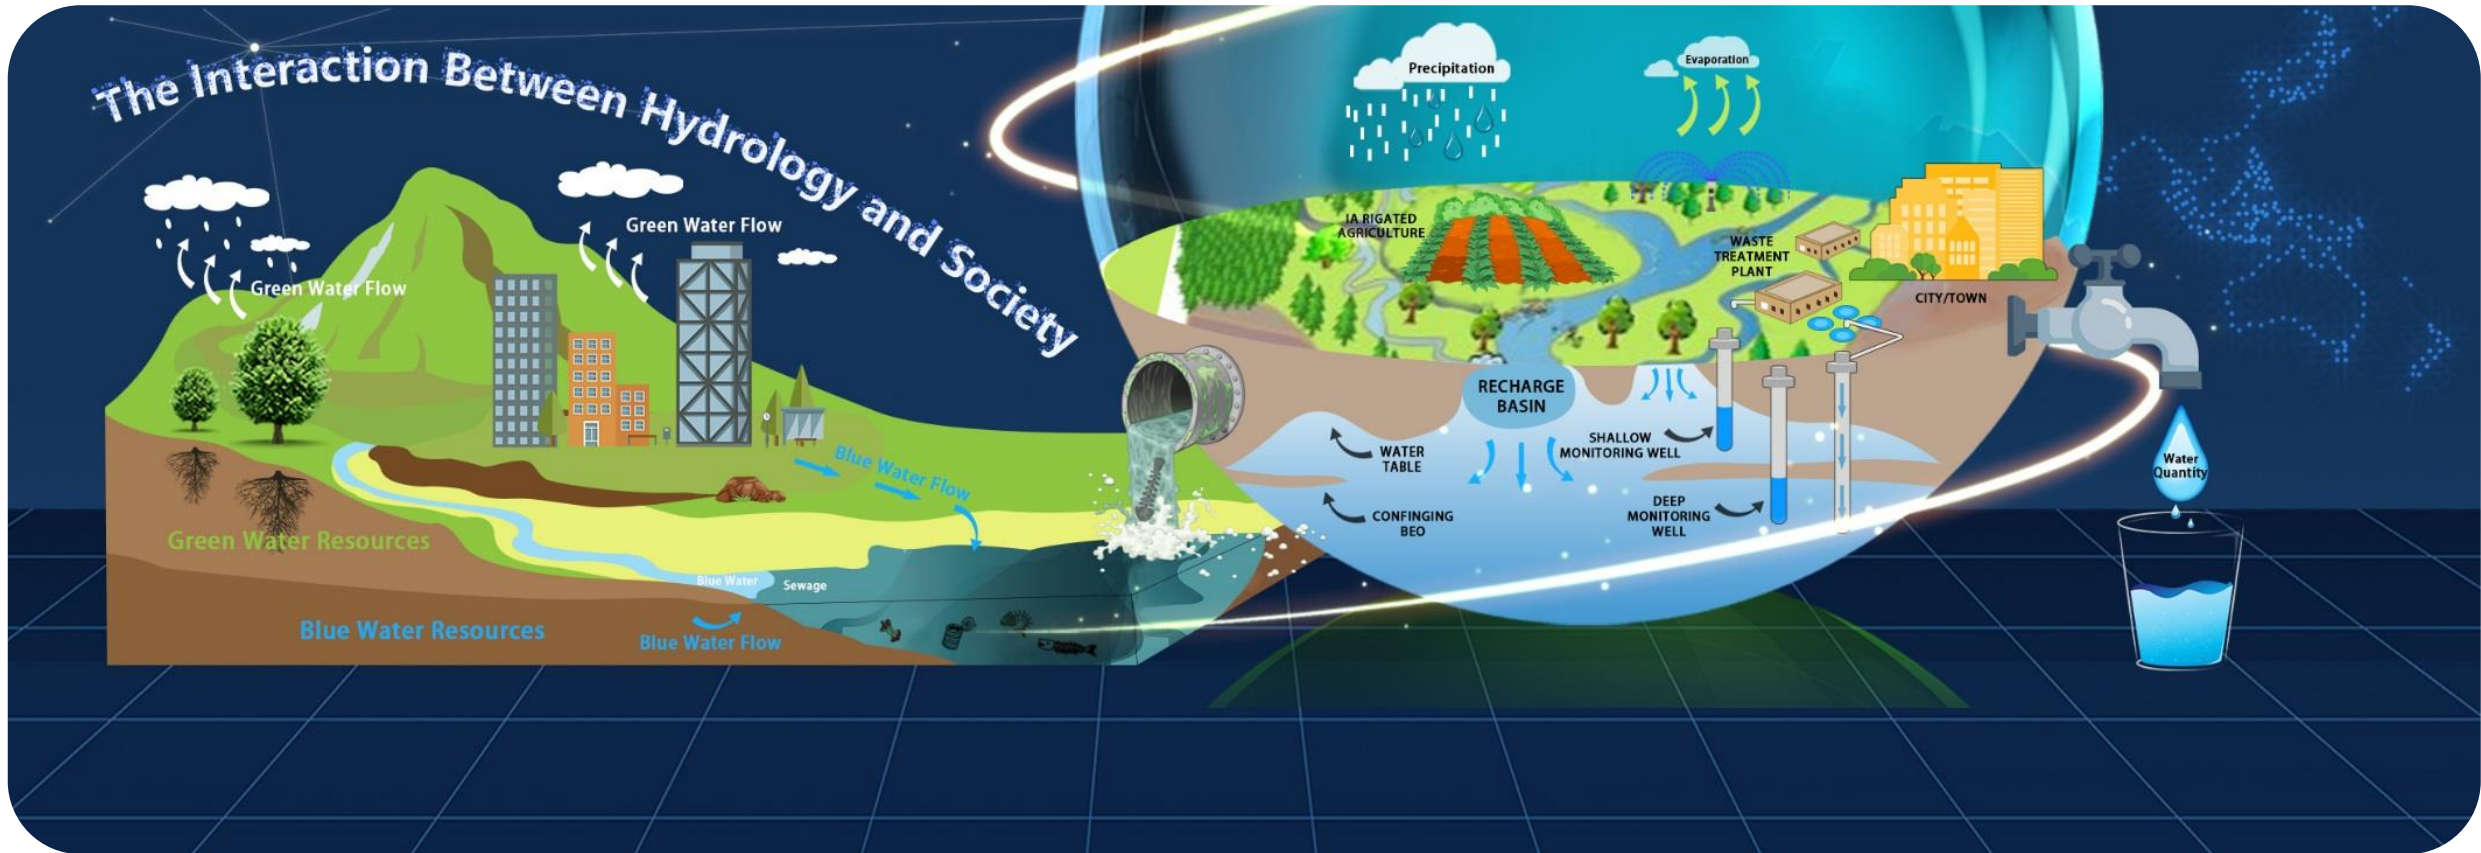 The Interaction Between Hydrology and Society
Green Water Flow
Green Water Flow
Blue Water Flow
Green Water Resources
Blue Water
Sewage
Blue Water Resources
Blue Water Flow
Precipitation
Evaporation
IA RIGATED
AGRICULTURE
WASTE
TREATMENT
PLANT
CITY/TOWN
RECHARGE
BASIN
WATER
TABLE
SHALLOW
MONITORING WELL
CONFINGING
BEO
DEEP
MONITORING
WELL
Water
Quantity